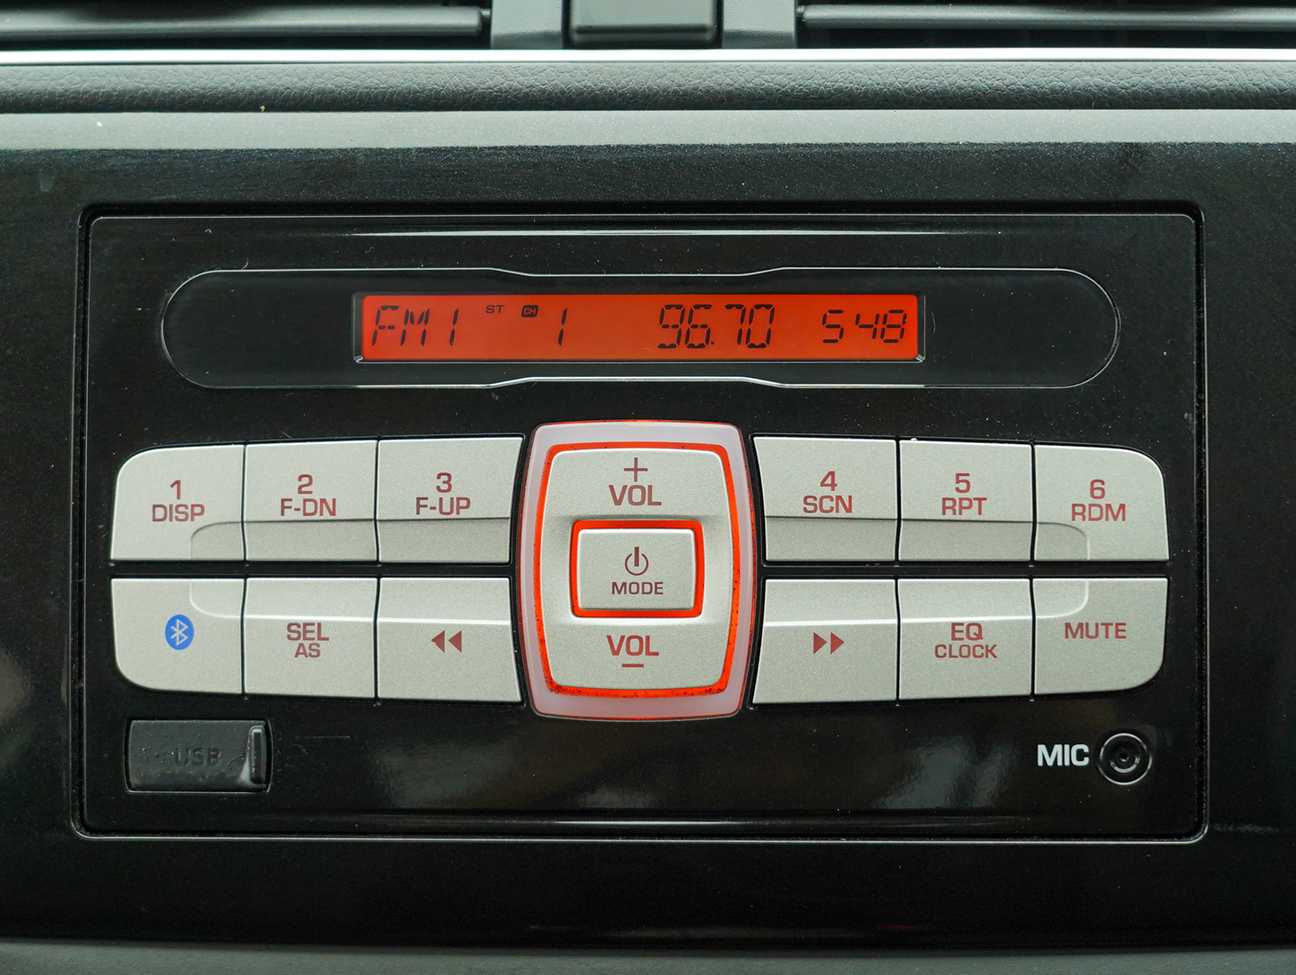 FM1 ST CH 1 96.70 5 48
1 DISP
2 F-DN
3 F-UP
+ VOL
4 SCN
5 RPT
6 RDM
MODE
SEL AS
VOL −
EQ CLOCK
MUTE
USB
MIC